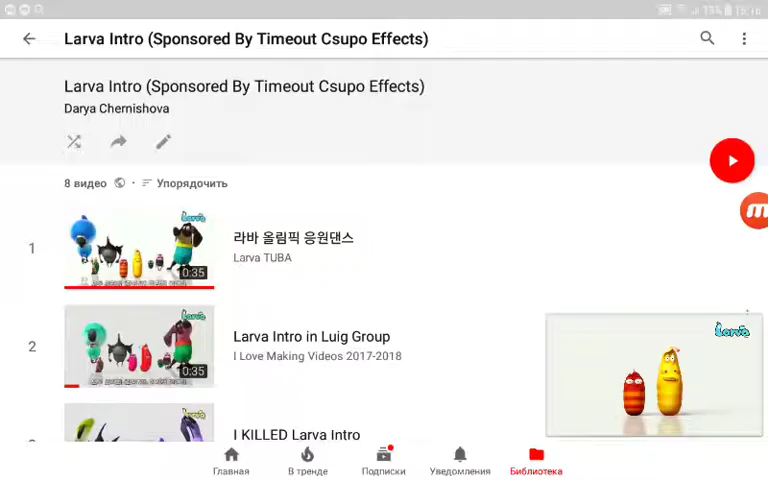 Larva Intro (Sponsored By Timeout Csupo Effects)
Larva Intro (Sponsored By Timeout Csupo Effects)
Darya Chernishova
8 видео · Упорядочить
1
Larva
0:35
라바 올림픽 응원댄스
Larva TUBA
2
Larva
0:35
Larva Intro in Luig Group
I Love Making Videos 2017-2018
Larva
I KILLED Larva Intro
Larva
Главная
В тренде
Подписки
Уведомления
Библиотека